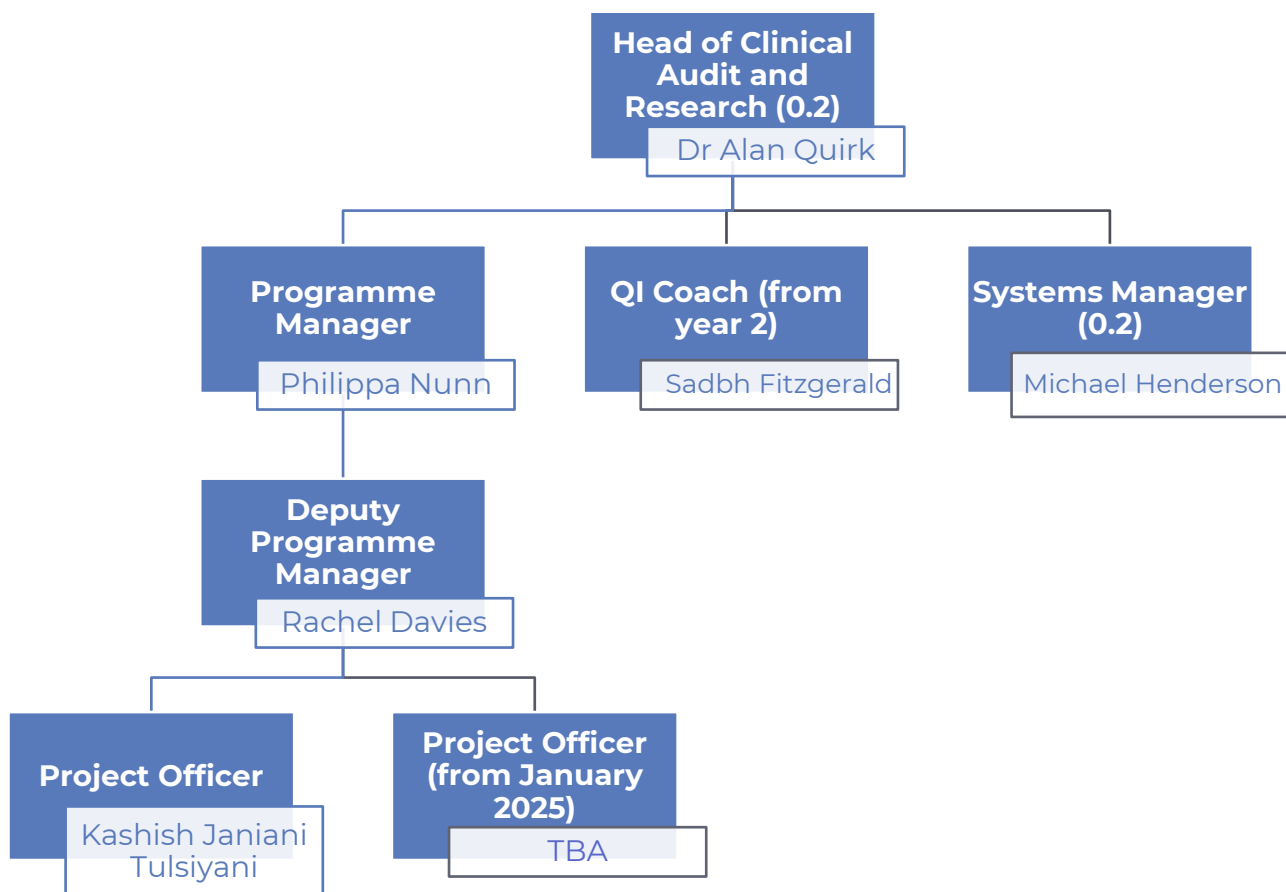 Head of Clinical
Audit and
Research (0.2)
Dr Alan Quirk
Programme
Manager
Philippa Nunn
QI Coach (from
year 2)
Sadbh Fitzgerald
Systems Manager
(0.2)
Michael Henderson
Deputy
Programme
Manager
Rachel Davies
Project Officer
Kashish Janiani
Tulsiyani
Project Officer
(from January
2025)
TBA